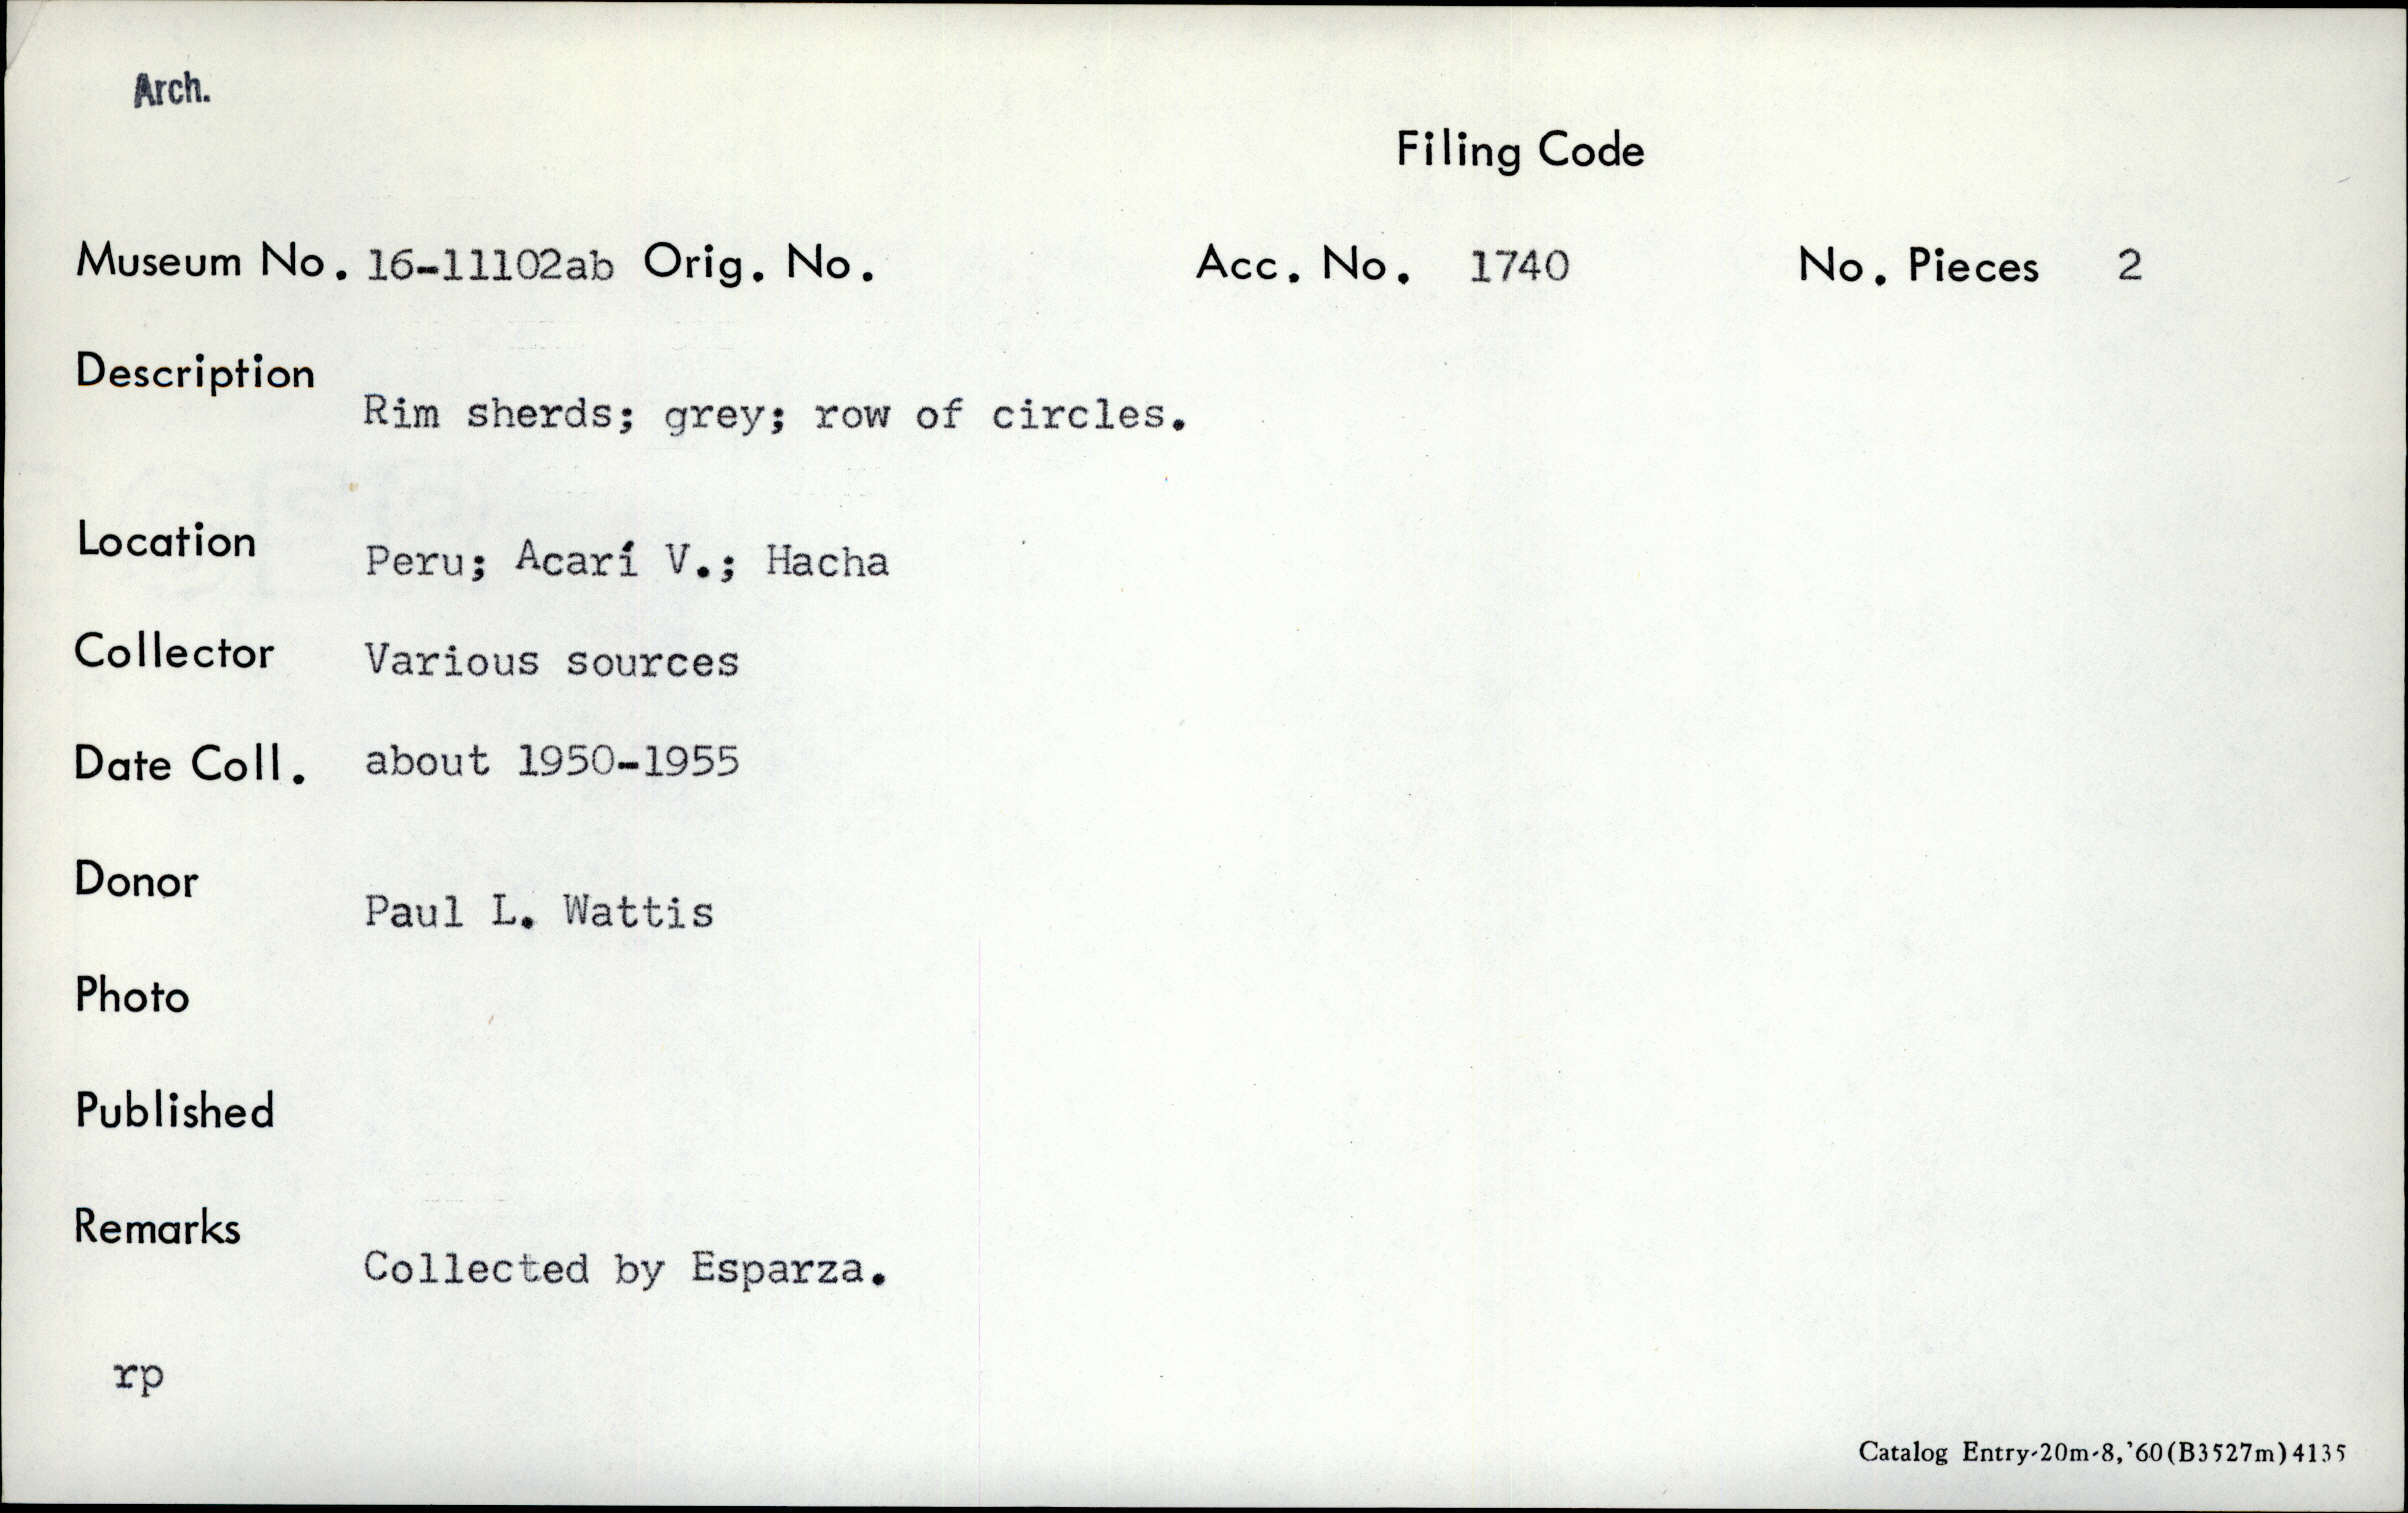 Arch.
Filing Code
Museum No. 16-11102ab Orig. No. Acc. No. 1740 No. Pieces 2
Description
Rim sherds; grey; row of circles.
Location
Peru; Acarí V.; Hacha
Collector Various sources
Date Coll. about 1950-1955
Donor
Paul L. Wattis
Photo
Published
Remarks
Collected by Esparza.
rp
Catalog Entry-20m-8,'60(B3527m)4135